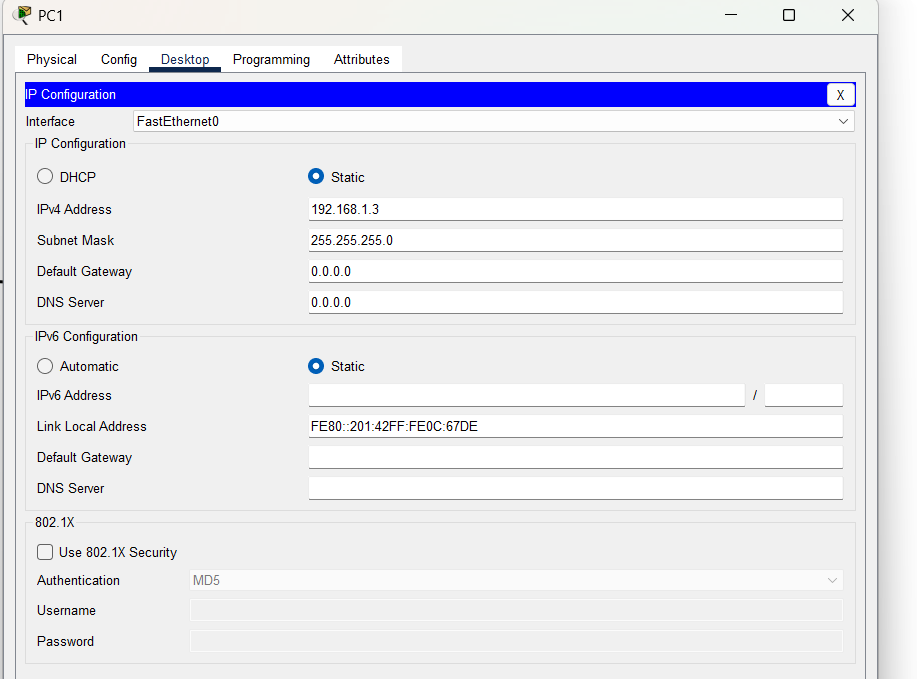 PC1
Physical Config Desktop Programming Attributes
IP Configuration X
Interface FastEthernet0
IP Configuration
DHCP Static
IPv4 Address 192.168.1.3
Subnet Mask 255.255.255.0
Default Gateway 0.0.0.0
DNS Server 0.0.0.0
IPv6 Configuration
Automatic Static
IPv6 Address /
Link Local Address FE80::201:42FF:FE0C:67DE
Default Gateway
DNS Server
802.1X
Use 802.1X Security
Authentication MD5
Username
Password